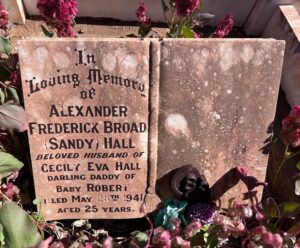 In
Loving Memory
of
ALEXANDER
FREDERICK BROAD
(SANDY) HALL
BELOVED HUSBAND OF
CECILY EVA HALL
DARLING DADDY OF
BABY ROBERT
KILLED MAY 1941
AGED 25 YEARS.